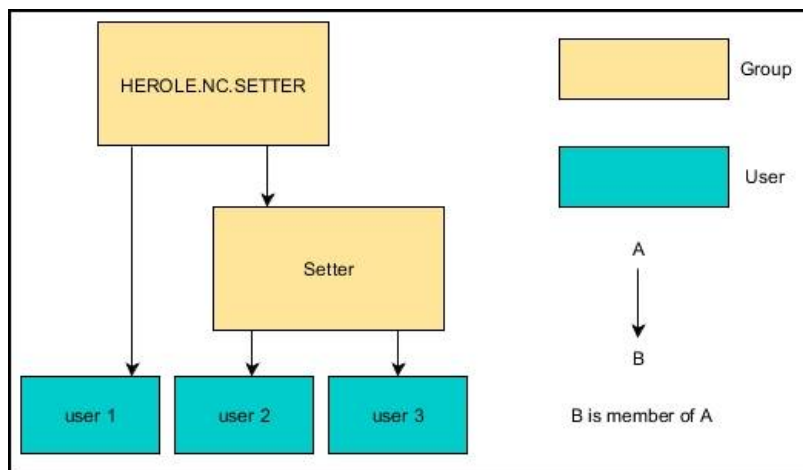 HEROLE.NC.SETTER
Group
User
A
Setter
B
user 1
user 2
user 3
B is member of A